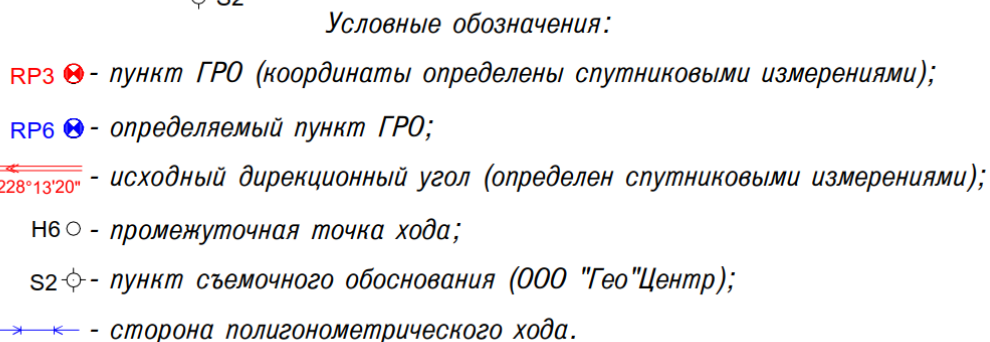 S2
Условные обозначения:
RP3 - пункт ГРО (координаты определены спутниковыми измерениями);
RP6 - определяемый пункт ГРО;
228°13'20" - исходный дирекционный угол (определен спутниковыми измерениями);
H6 - промежуточная точка хода;
S2 - пункт съемочного обоснования (ООО "Гео"Центр);
- сторона полигонометрического хода.